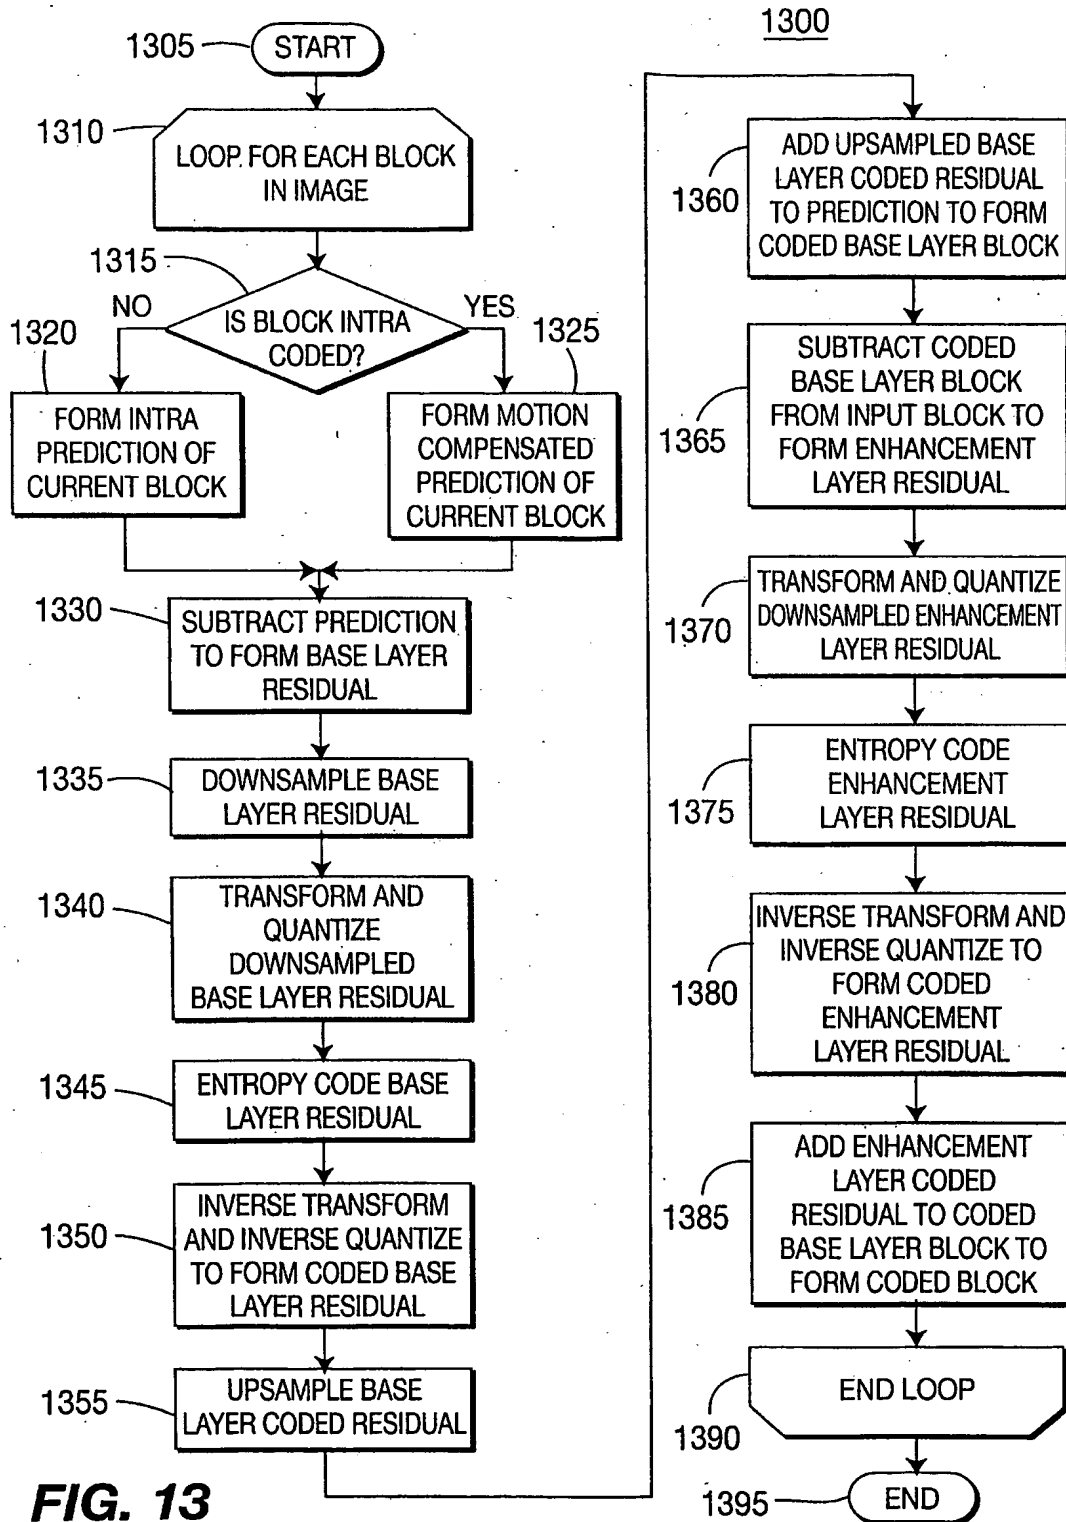 1300
1305
START
1310
LOOP FOR EACH BLOCK
IN IMAGE
1315
NO
YES
IS BLOCK INTRA
CODED?
1320
FORM INTRA
PREDICTION OF
CURRENT BLOCK
1325
FORM MOTION
COMPENSATED
PREDICTION OF
CURRENT BLOCK
1330
SUBTRACT PREDICTION
TO FORM BASE LAYER
RESIDUAL
1335
DOWNSAMPLE BASE
LAYER RESIDUAL
1340
TRANSFORM AND
QUANTIZE
DOWNSAMPLED
BASE LAYER RESIDUAL
1345
ENTROPY CODE BASE
LAYER RESIDUAL
1350
INVERSE TRANSFORM
AND INVERSE QUANTIZE
TO FORM CODED BASE
LAYER RESIDUAL
1355
UPSAMPLE BASE
LAYER CODED RESIDUAL
1360
ADD UPSAMPLED BASE
LAYER CODED RESIDUAL
TO PREDICTION TO FORM
CODED BASE LAYER BLOCK
1365
SUBTRACT CODED
BASE LAYER BLOCK
FROM INPUT BLOCK TO
FORM ENHANCEMENT
LAYER RESIDUAL
1370
TRANSFORM AND QUANTIZE
DOWNSAMPLED ENHANCEMENT
LAYER RESIDUAL
1375
ENTROPY CODE
ENHANCEMENT
LAYER RESIDUAL
1380
INVERSE TRANSFORM AND
INVERSE QUANTIZE TO
FORM CODED
ENHANCEMENT
LAYER RESIDUAL
1385
ADD ENHANCEMENT
LAYER CODED
RESIDUAL TO CODED
BASE LAYER BLOCK TO
FORM CODED BLOCK
1390
END LOOP
1395
END
FIG. 13